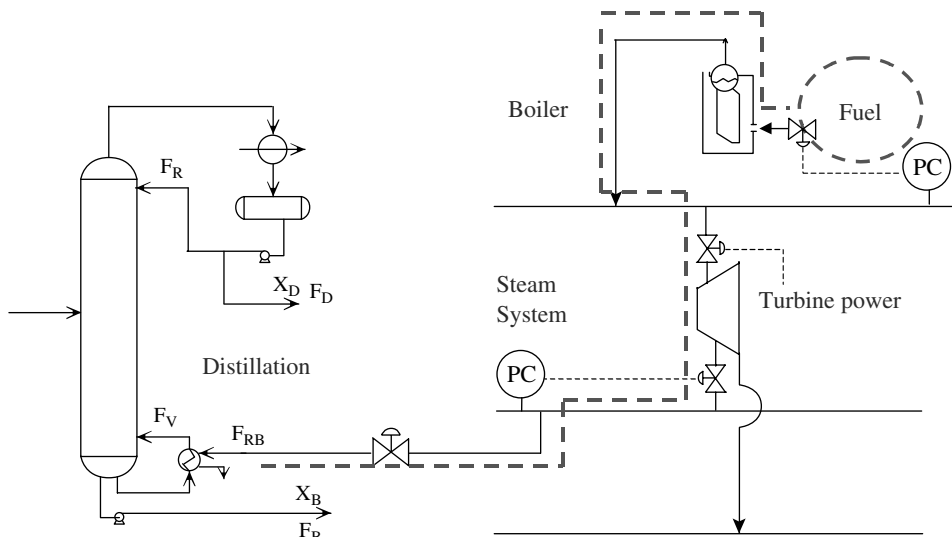 Boiler
Fuel
PC
F_R
Steam
System
X_D F_D
Turbine power
Distillation
PC
F_V
F_RB
X_B
F_B